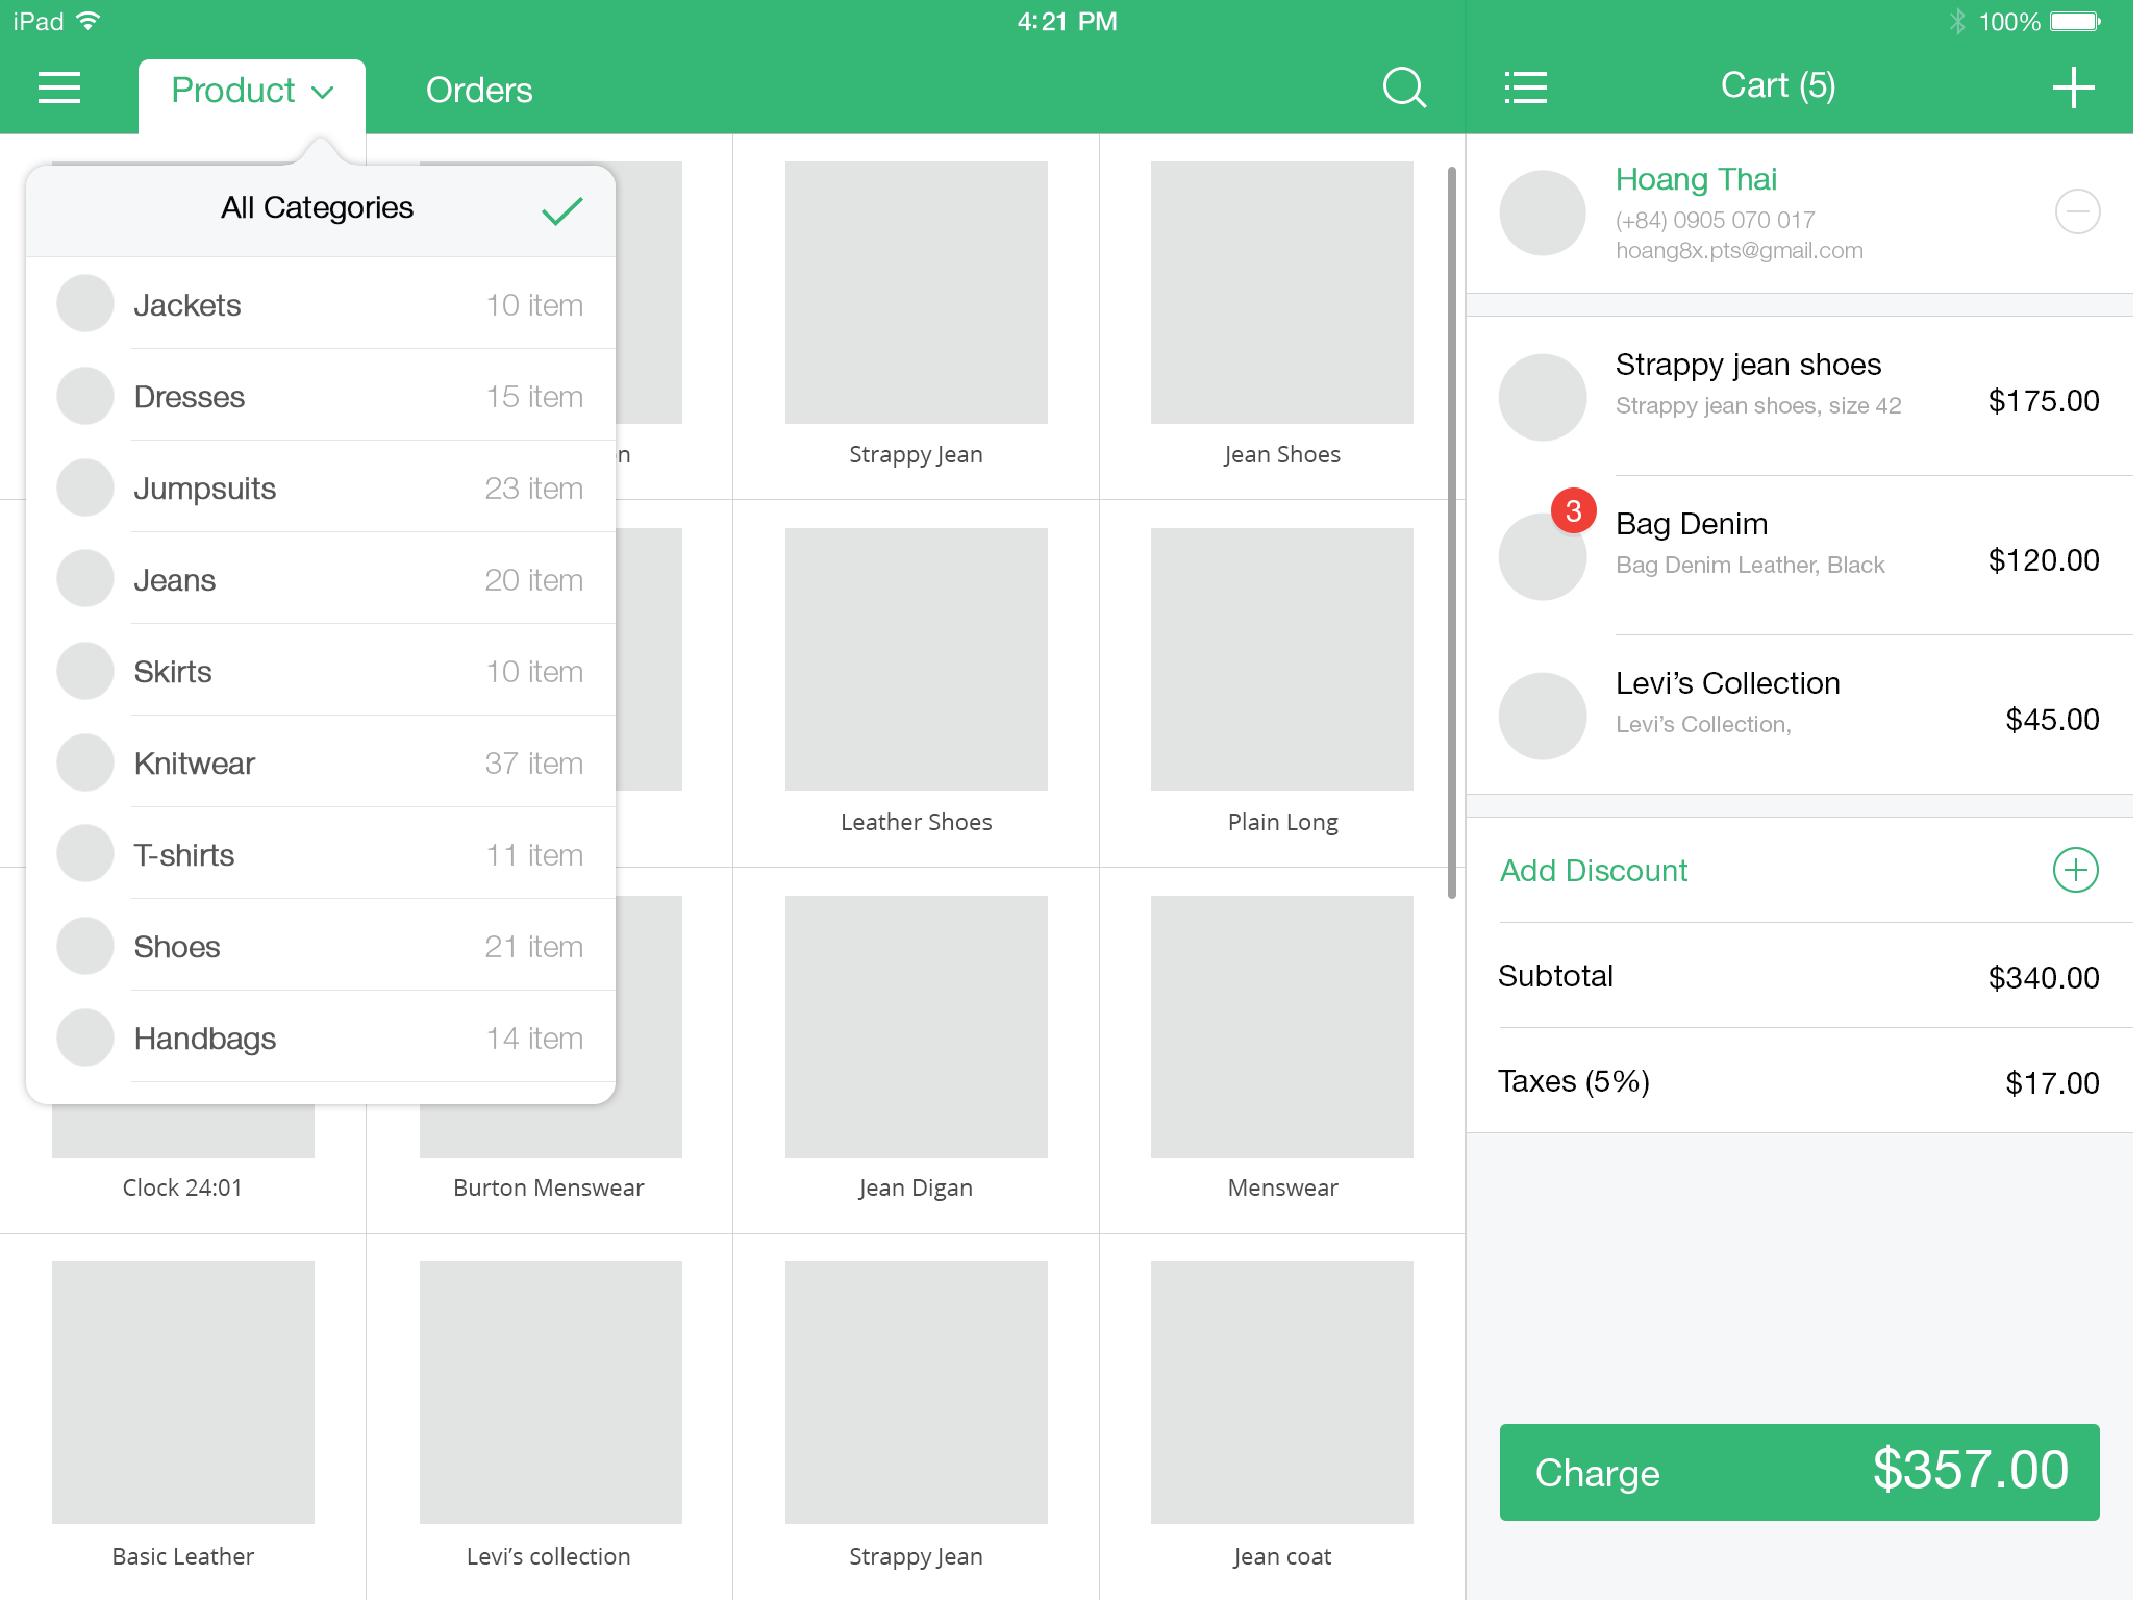 iPad
4:21 PM
100%
Product
Orders
Cart (5)
All Categories
Jackets 10 item
Dresses 15 item
Jumpsuits 23 item
Jeans 20 item
Skirts 10 item
Knitwear 37 item
T-shirts 11 item
Shoes 21 item
Handbags 14 item
Strappy Jean
Jean Shoes
Leather Shoes
Plain Long
Clock 24:01
Burton Menswear
Jean Digan
Menswear
Basic Leather
Levi's collection
Strappy Jean
Jean coat
Hoang Thai
(+84) 0905 070 017
hoang8x.pts@gmail.com
Strappy jean shoes
Strappy jean shoes, size 42
$175.00
3
Bag Denim
Bag Denim Leather, Black
$120.00
Levi's Collection
Levi's Collection,
$45.00
Add Discount
Subtotal $340.00
Taxes (5%) $17.00
Charge $357.00